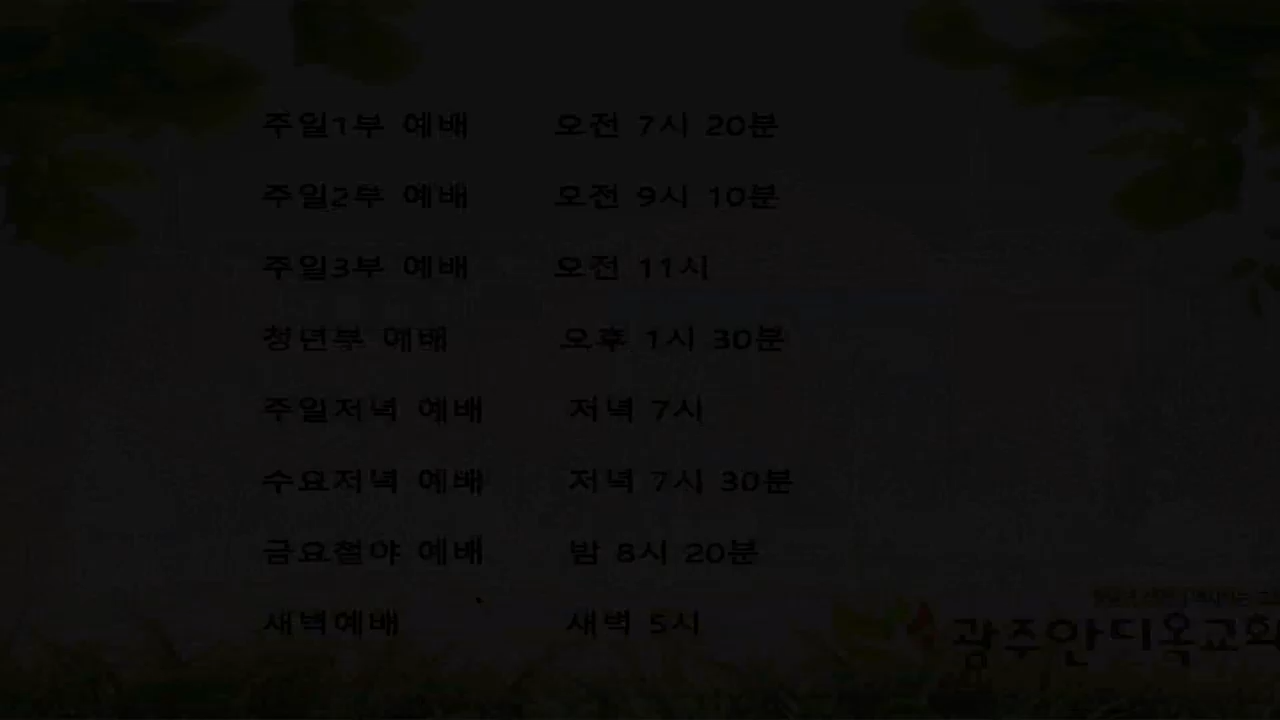 주일1부 예배 오전 7시 20분
주일2부 예배 오전 9시 10분
주일3부 예배 오전 11시
청년부 예배 오후 1시 30분
주일저녁 예배 저녁 7시
수요저녁 예배 저녁 7시 30분
금요철야 예배 밤 8시 20분
새벽예배 새벽 5시
광주안디옥교회